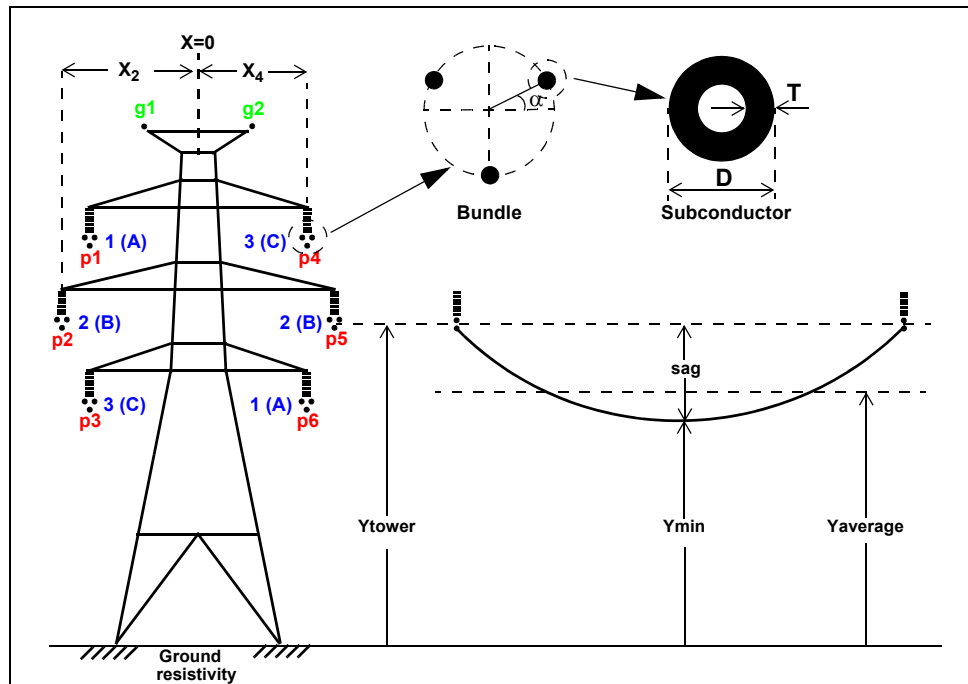 X=0
X2
X4
g1
g2
α
T
D
Bundle
Subconductor
1 (A)
3 (C)
p1
p4
2 (B)
2 (B)
p2
p5
sag
3 (C)
1 (A)
p3
p6
Ytower
Ymin
Yaverage
Ground
resistivity